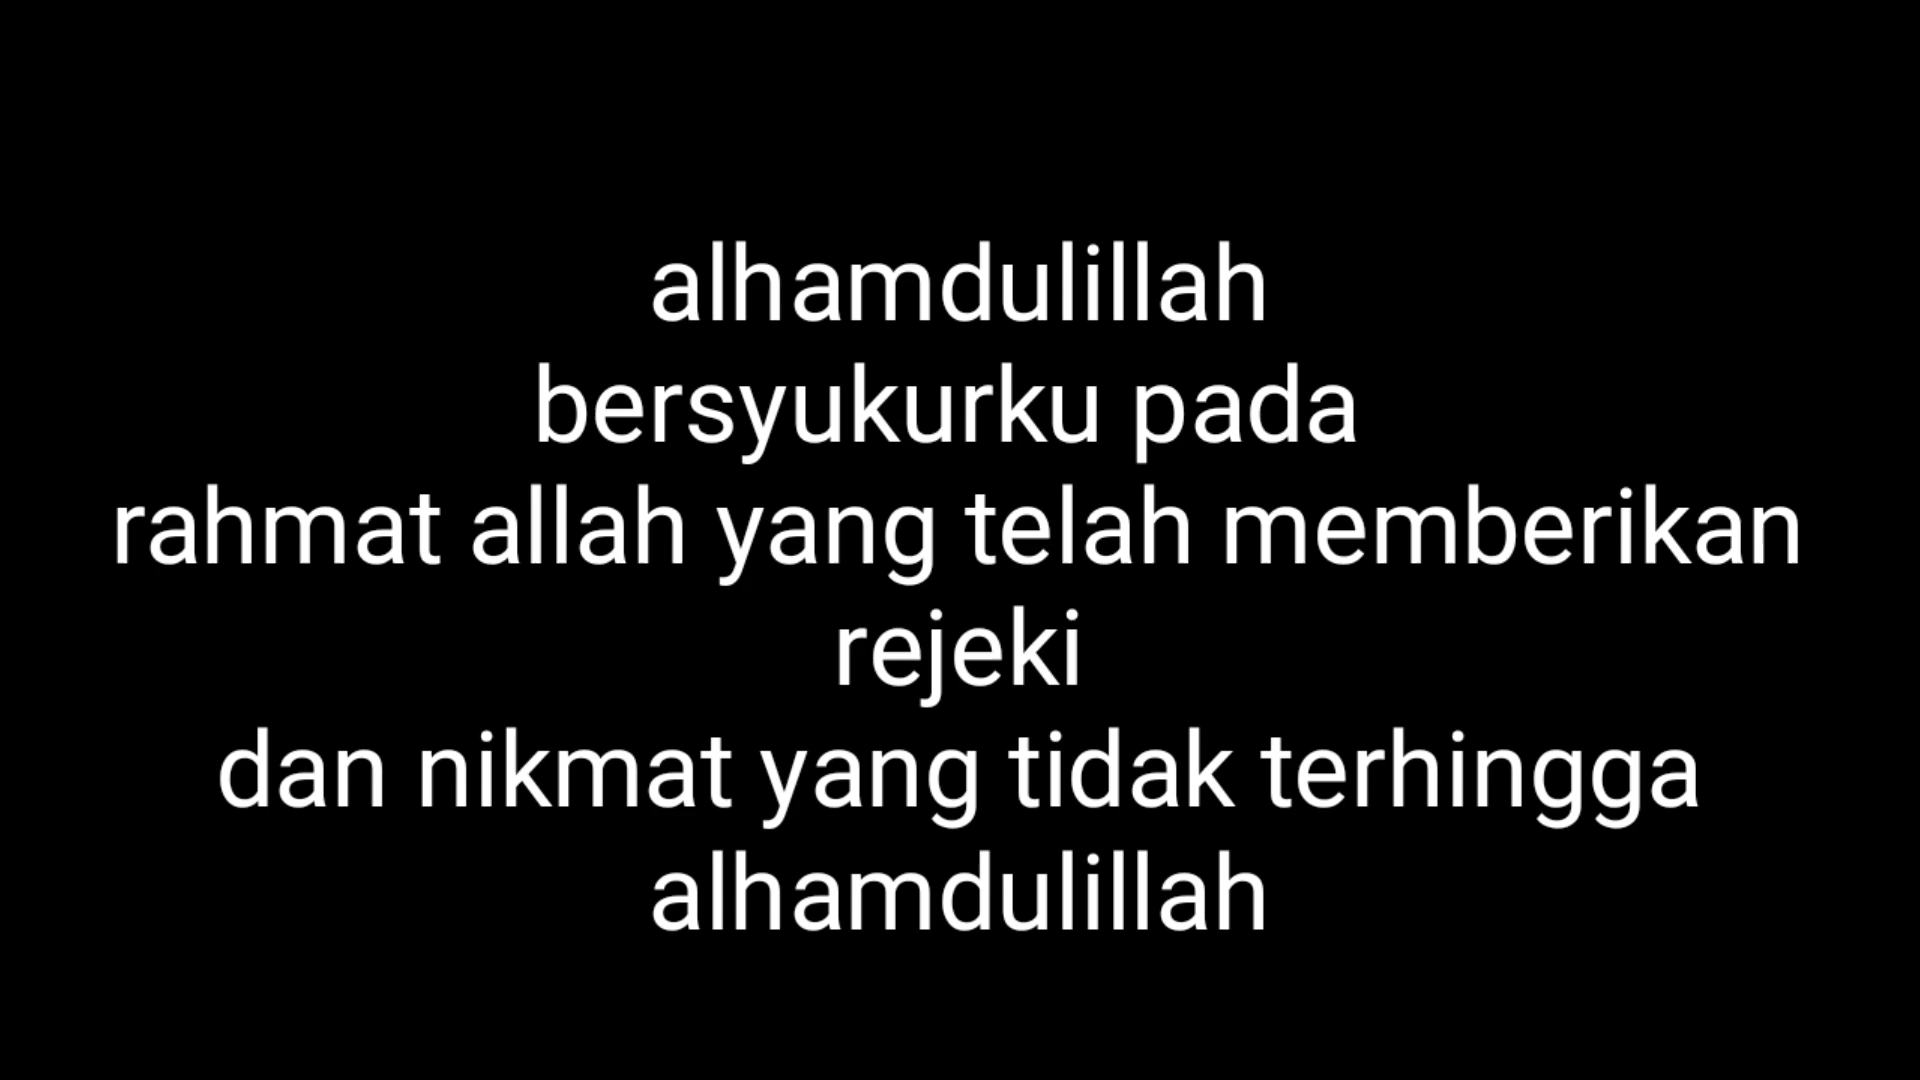 alhamdulillah
bersyukurku pada
rahmat allah yang telah memberikan
rejeki
dan nikmat yang tidak terhingga
alhamdulillah